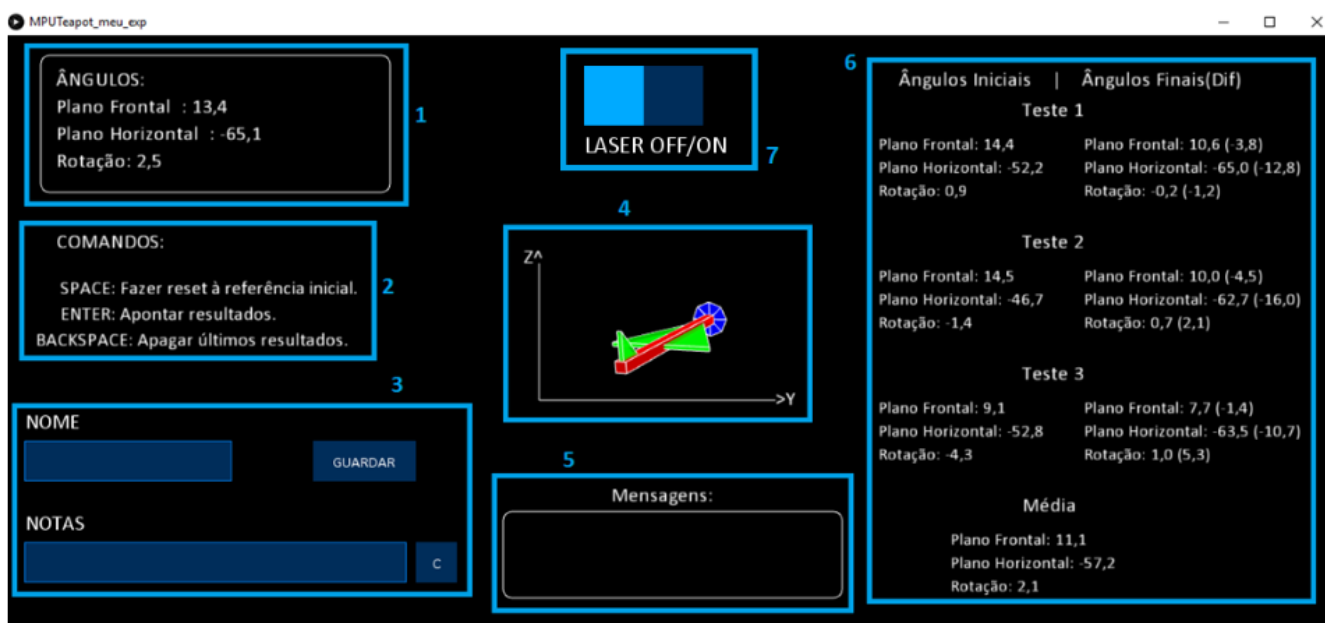 MPUTeapot_meu_exp
ÂNGULOS:
Plano Frontal : 13,4
Plano Horizontal : -65,1
Rotação: 2,5
1
COMANDOS:
SPACE: Fazer reset à referência inicial.
ENTER: Apontar resultados.
BACKSPACE: Apagar últimos resultados.
2
3
NOME
GUARDAR
NOTAS
C
LASER OFF/ON
7
4
Z^
>Y
5
Mensagens:
6
Ângulos Iniciais | Ângulos Finais(Dif)
Teste 1
Plano Frontal: 14,4 Plano Frontal: 10,6 (-3,8)
Plano Horizontal: -52,2 Plano Horizontal: -65,0 (-12,8)
Rotação: 0,9 Rotação: -0,2 (-1,2)
Teste 2
Plano Frontal: 14,5 Plano Frontal: 10,0 (-4,5)
Plano Horizontal: -46,7 Plano Horizontal: -62,7 (-16,0)
Rotação: -1,4 Rotação: 0,7 (2,1)
Teste 3
Plano Frontal: 9,1 Plano Frontal: 7,7 (-1,4)
Plano Horizontal: -52,8 Plano Horizontal: -63,5 (-10,7)
Rotação: -4,3 Rotação: 1,0 (5,3)
Média
Plano Frontal: 11,1
Plano Horizontal: -57,2
Rotação: 2,1